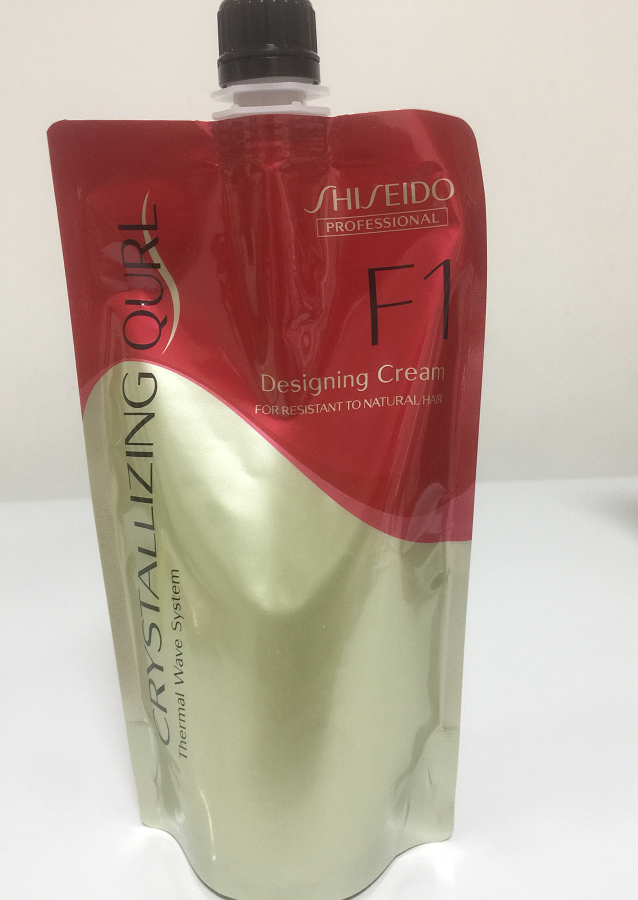 SHISEIDO
PROFESSIONAL
F1
Designing Cream
FOR RESISTANT TO NATURAL HAIR
CRYSTALLIZING QURL
Thermal Wave System